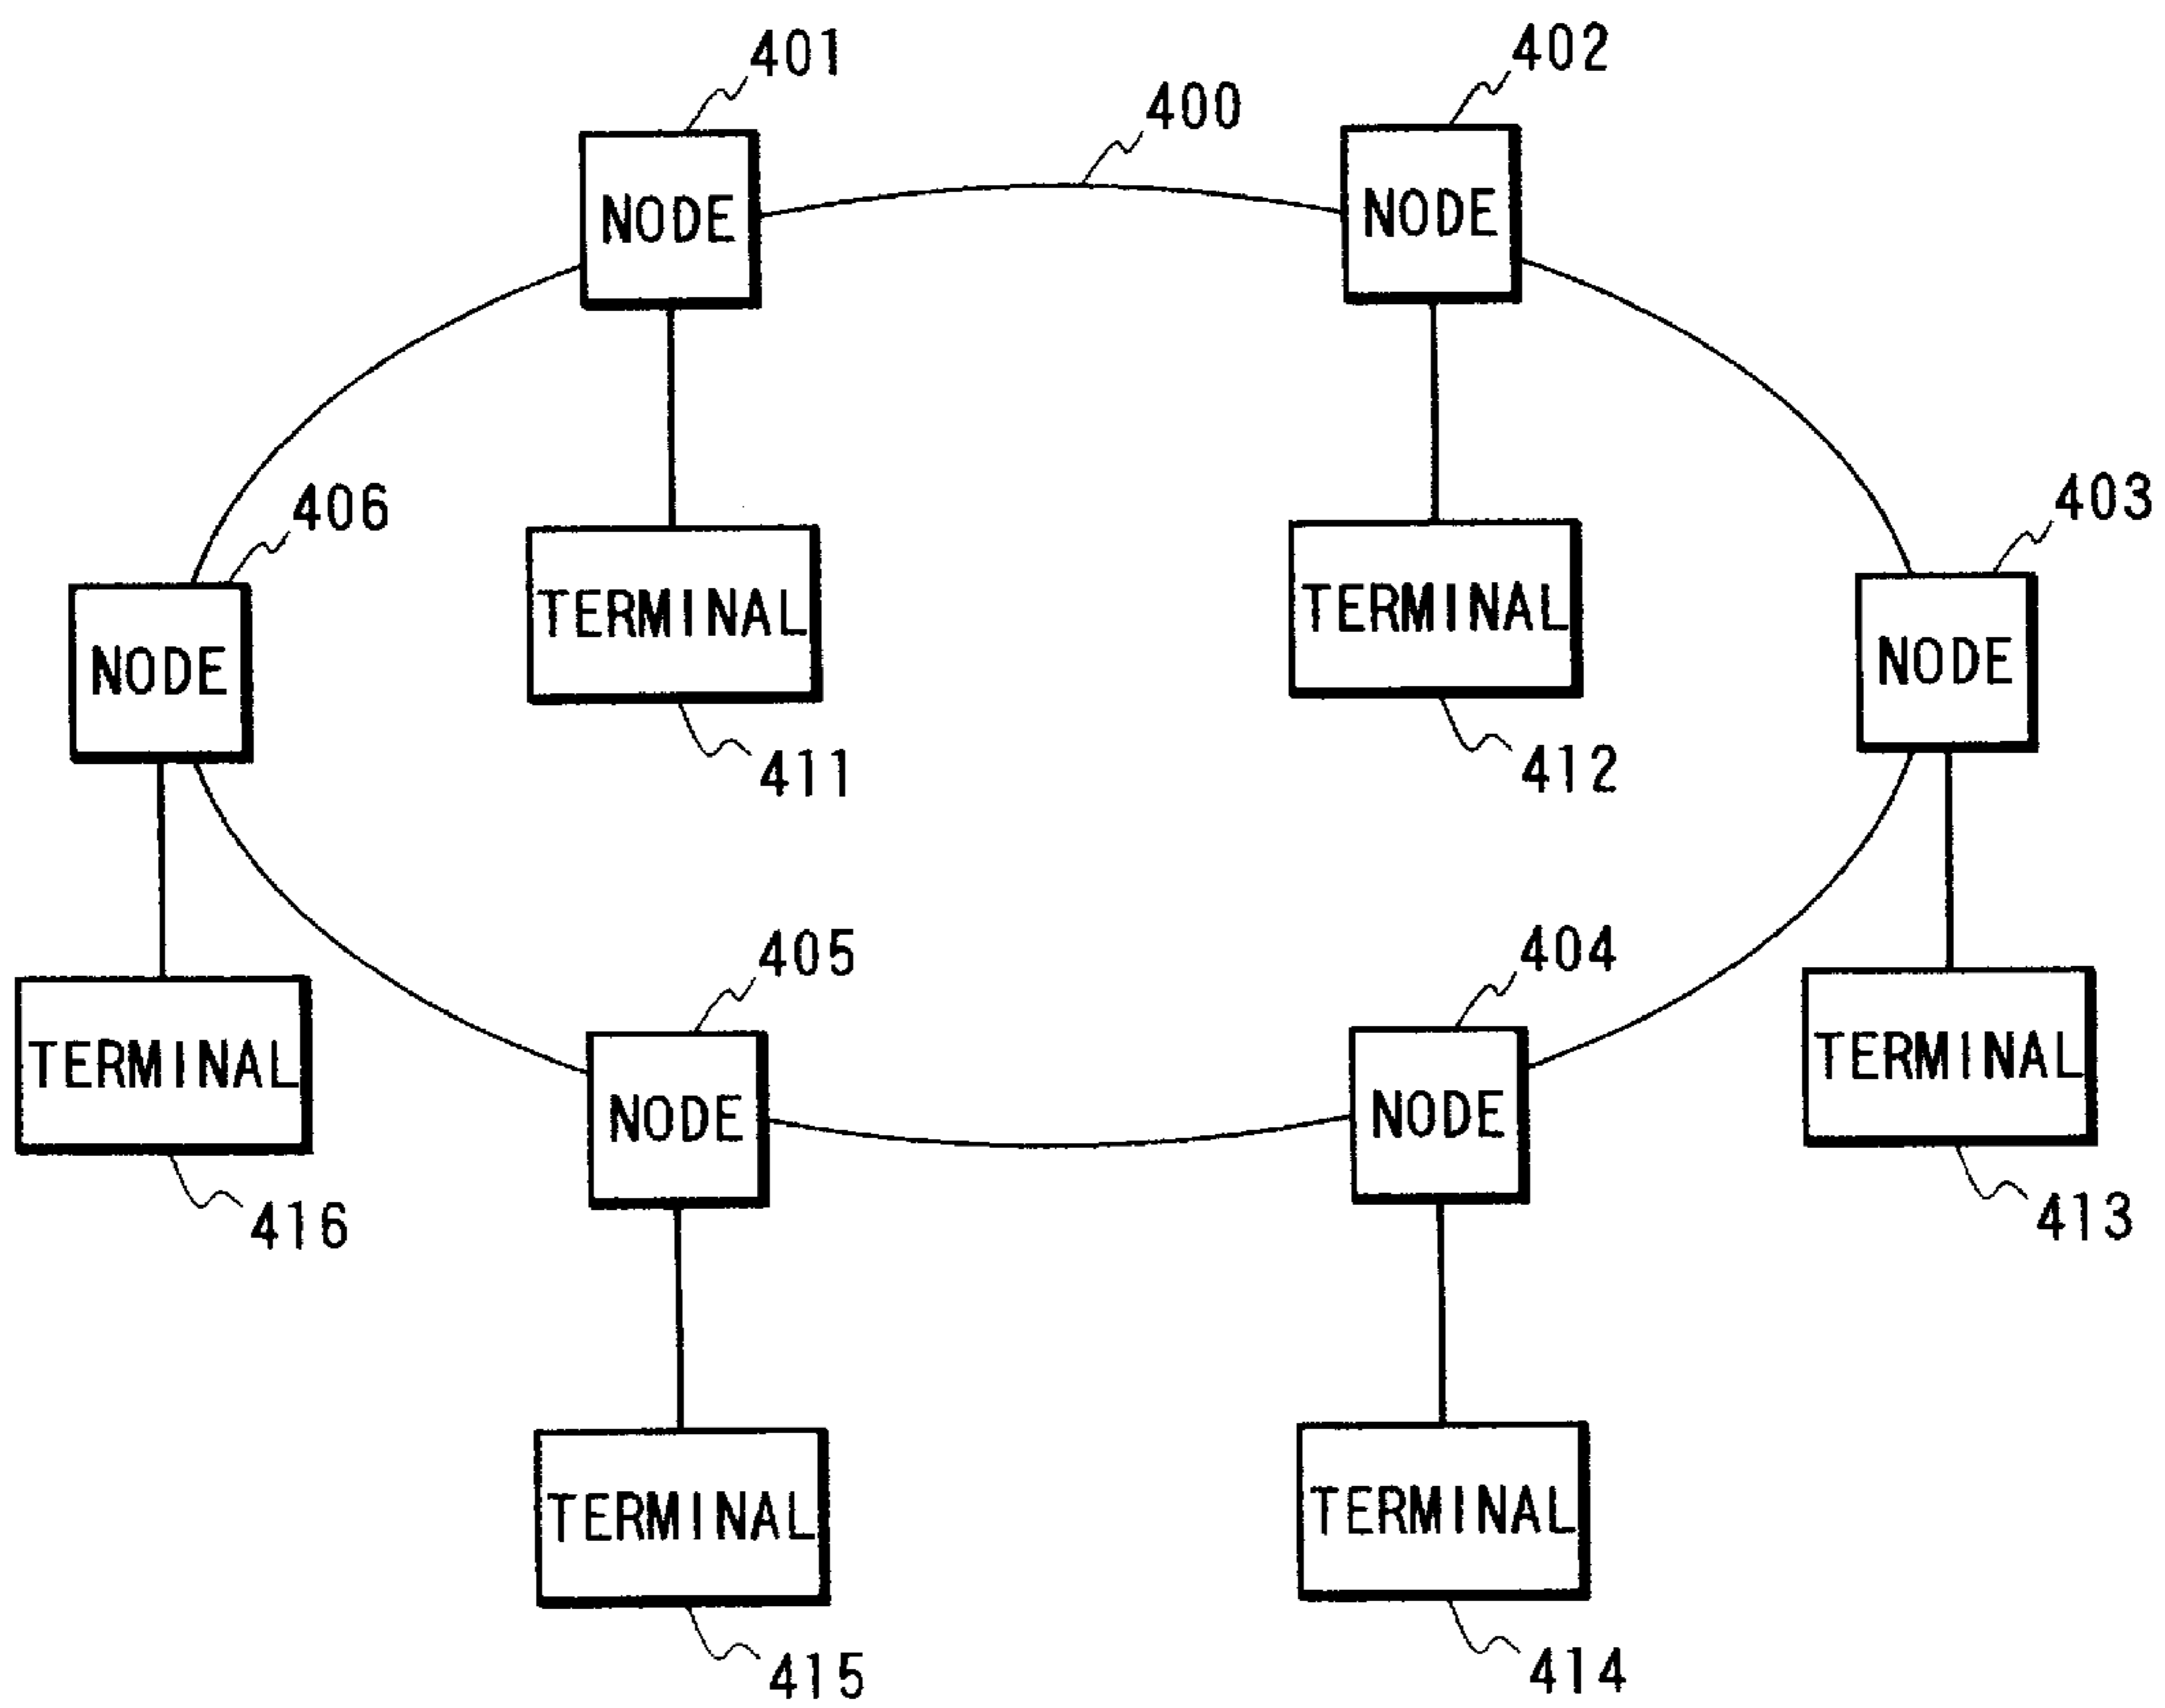 401
402
400
NODE
NODE
406
403
TERMINAL
TERMINAL
NODE
NODE
411
412
405
404
TERMINAL
TERMINAL
NODE
NODE
416
413
TERMINAL
TERMINAL
415
414